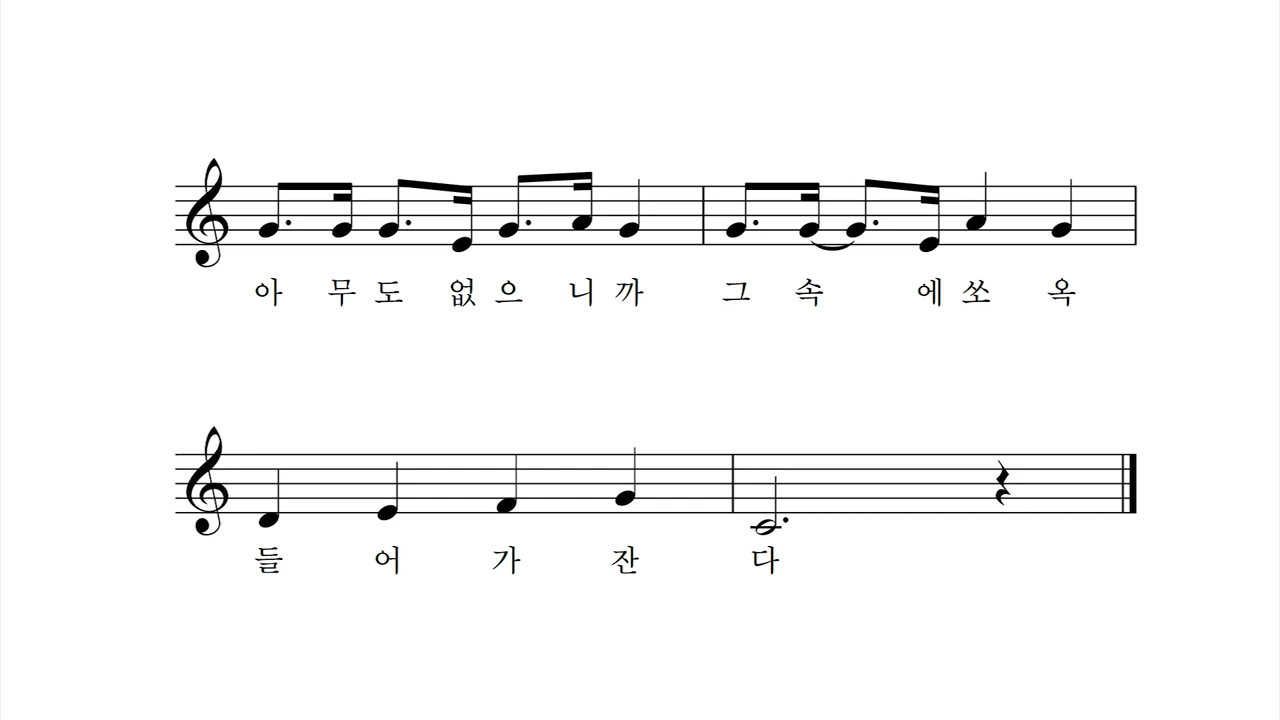 아 무 도 없 으 니 까 그 속 에 쏘 옥
들 어 가 잔 다